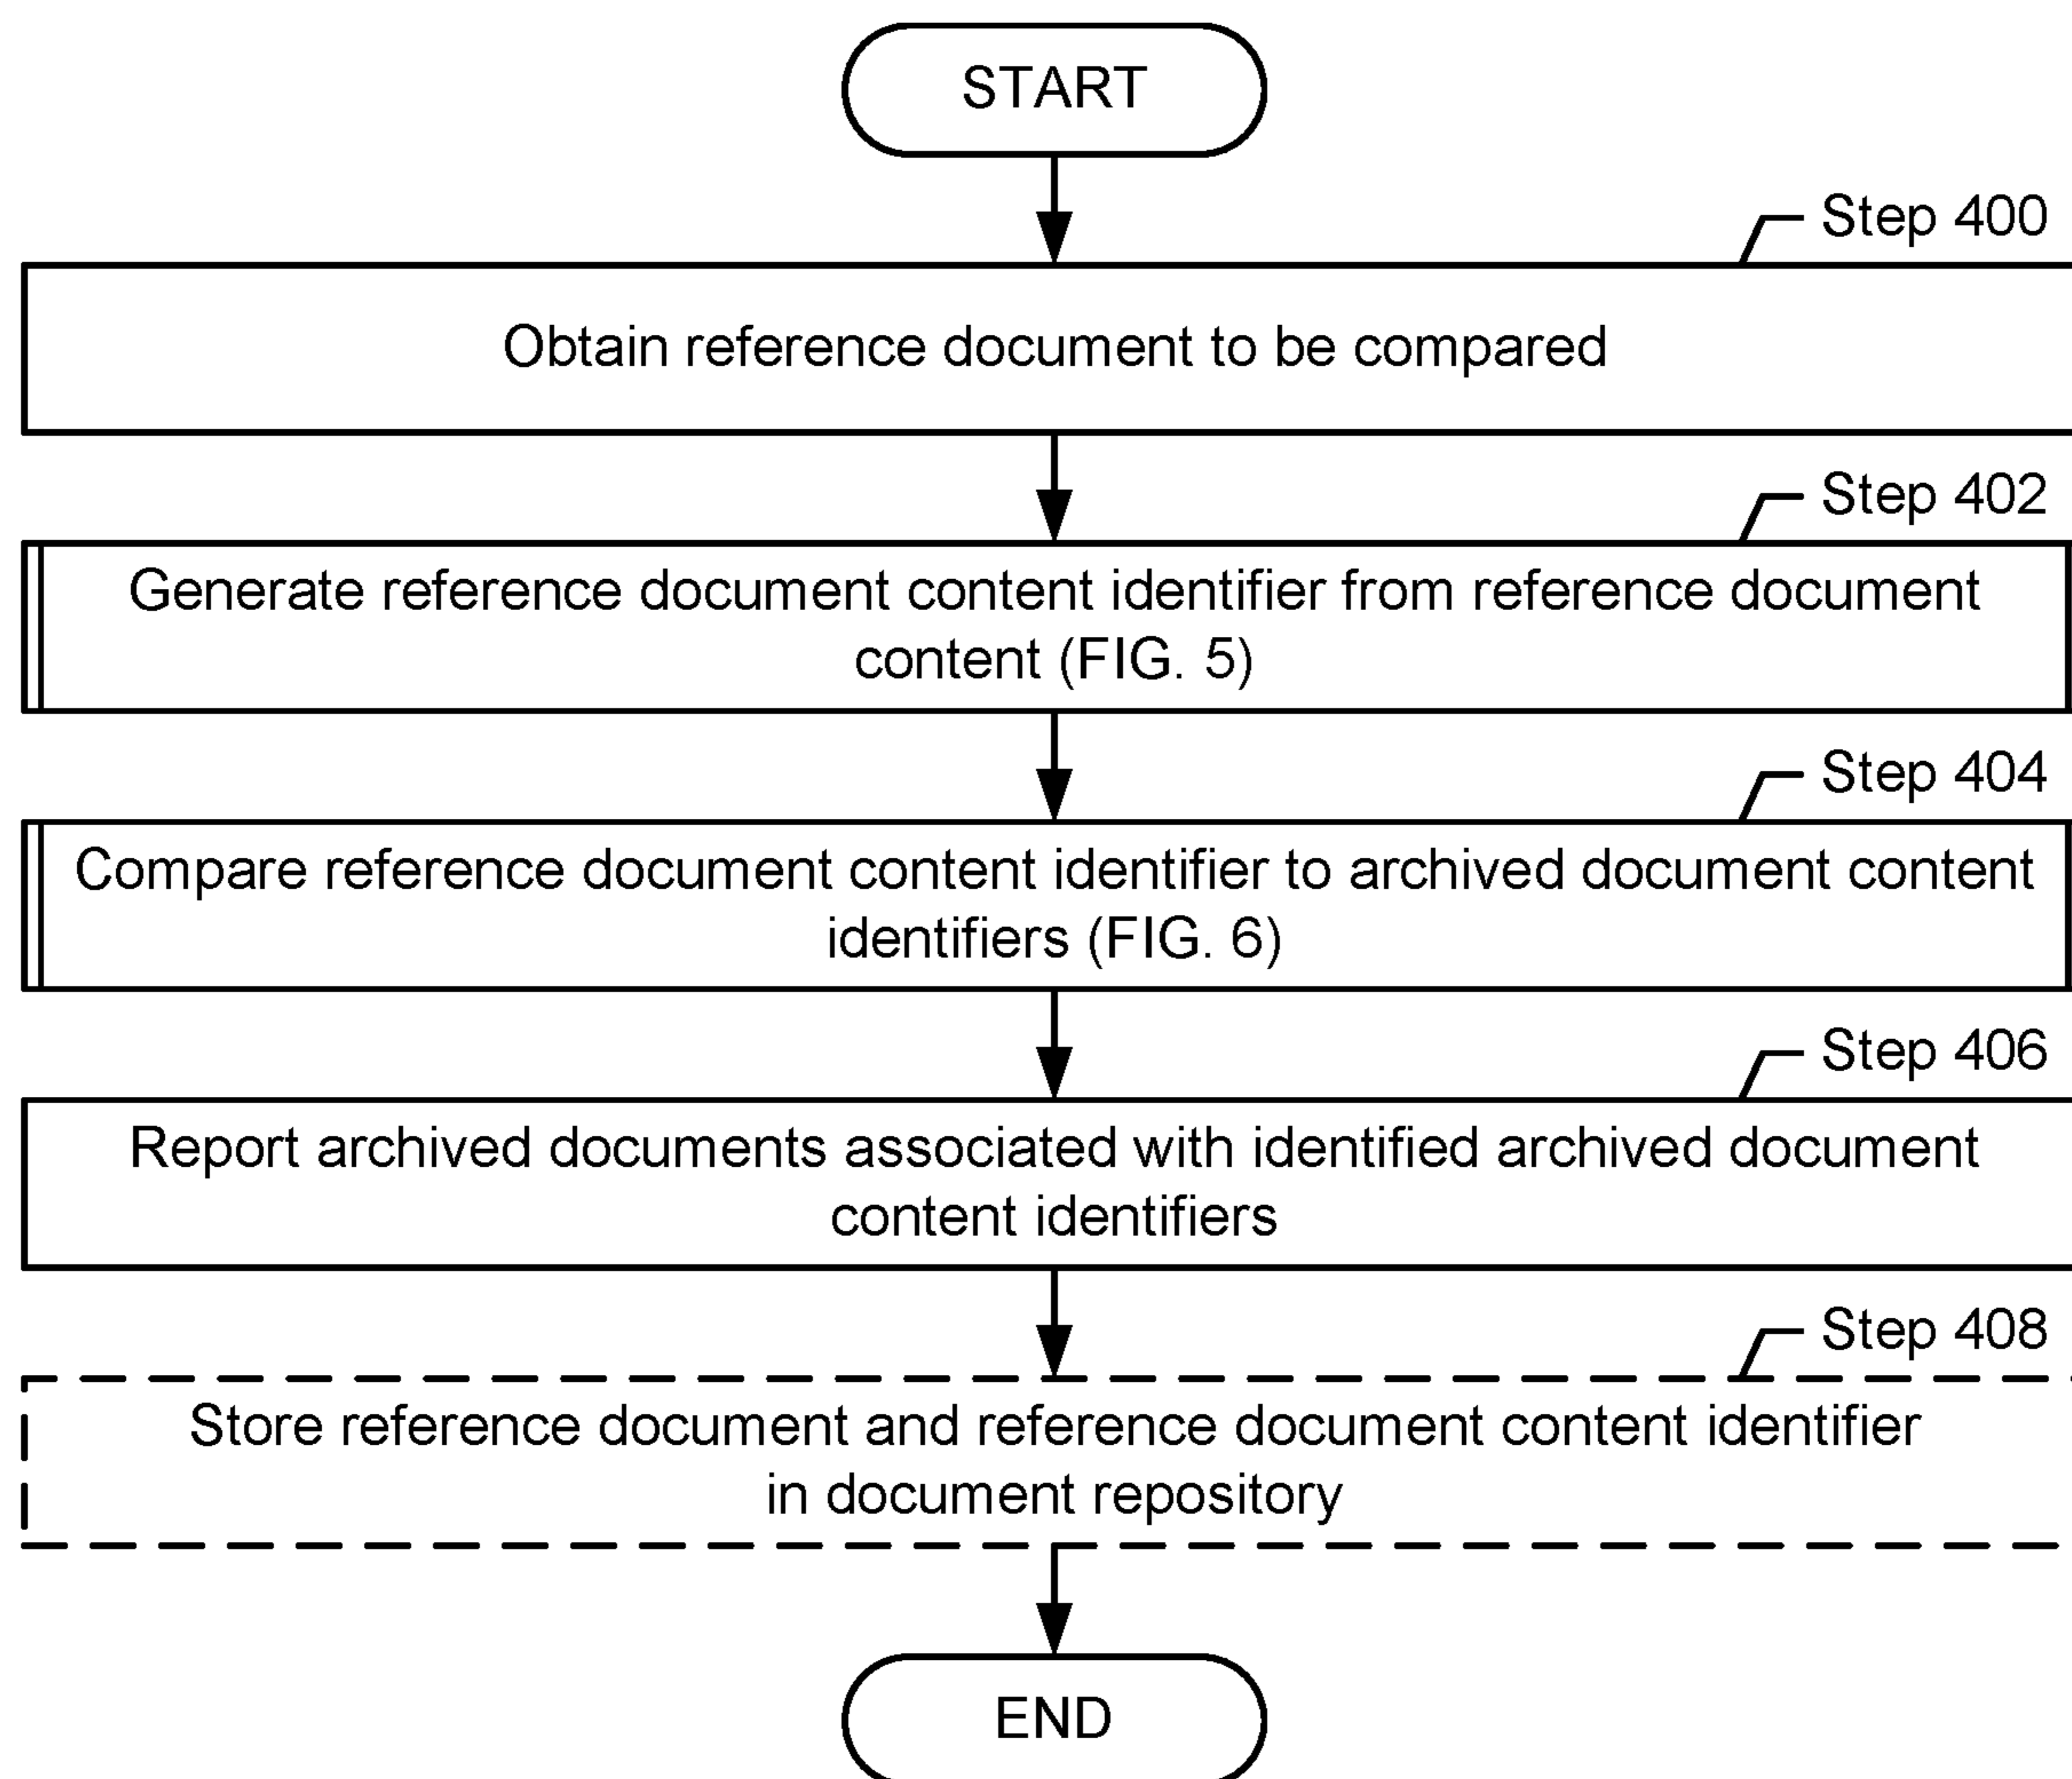 START
Step 400
Obtain reference document to be compared
Step 402
Generate reference document content identifier from reference document
content (FIG. 5)
Step 404
Compare reference document content identifier to archived document content
identifiers (FIG. 6)
Step 406
Report archived documents associated with identified archived document
content identifiers
Step 408
Store reference document and reference document content identifier
in document repository
END